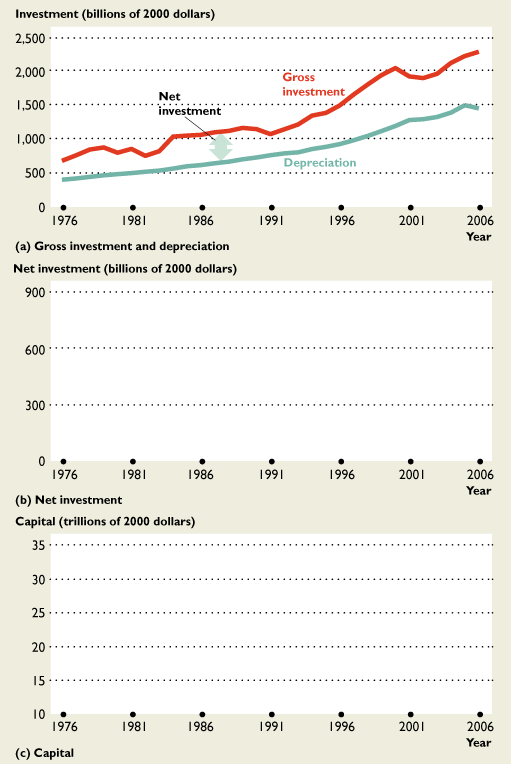 Investment (billions of 2000 dollars)
2,500
2,000
1,500
1,000
500
0
Gross
investment
Net
investment
Depreciation
1976 1981 1986 1991 1996 2001 2006
Year
(a) Gross investment and depreciation
Net investment (billions of 2000 dollars)
900
600
300
0
1976 1981 1986 1991 1996 2001 2006
Year
(b) Net investment
Capital (trillions of 2000 dollars)
35
30
25
20
15
10
1976 1981 1986 1991 1996 2001 2006
Year
(c) Capital